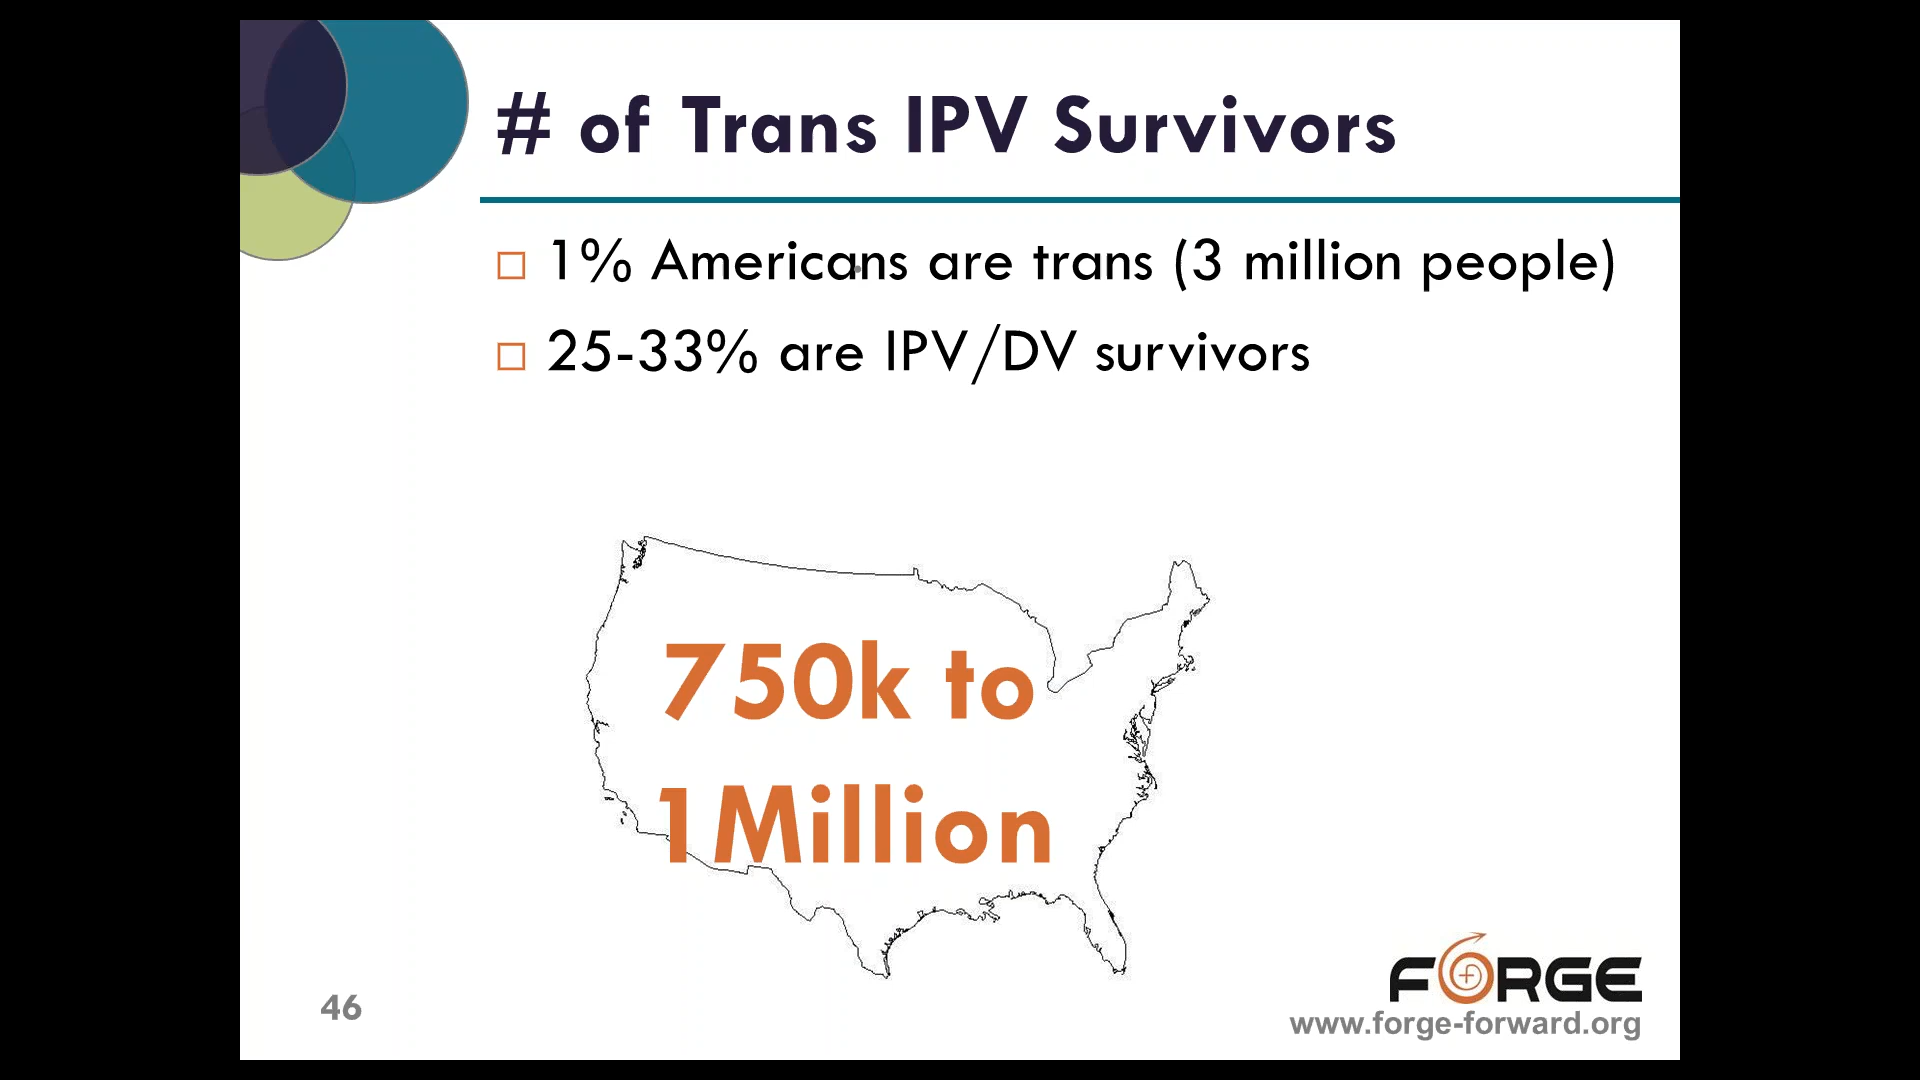 # of Trans IPV Survivors
1% Americans are trans (3 million people)
25-33% are IPV/DV survivors
750k to
1Million
46
FORGE
www.forge-forward.org